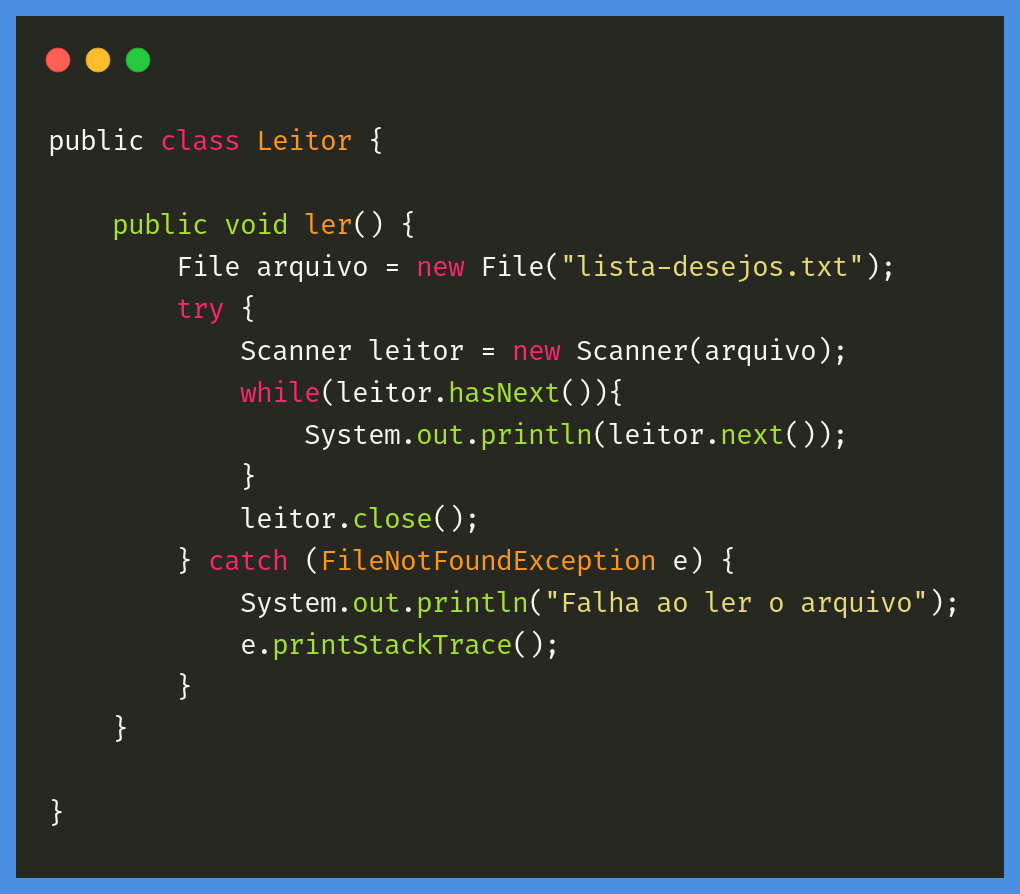 public class Leitor {
    public void ler() {
        File arquivo = new File("lista-desejos.txt");
        try {
            Scanner leitor = new Scanner(arquivo);
            while(leitor.hasNext()){
                System.out.println(leitor.next());
            }
            leitor.close();
        } catch (FileNotFoundException e) {
            System.out.println("Falha ao ler o arquivo");
            e.printStackTrace();
        }
    }
}